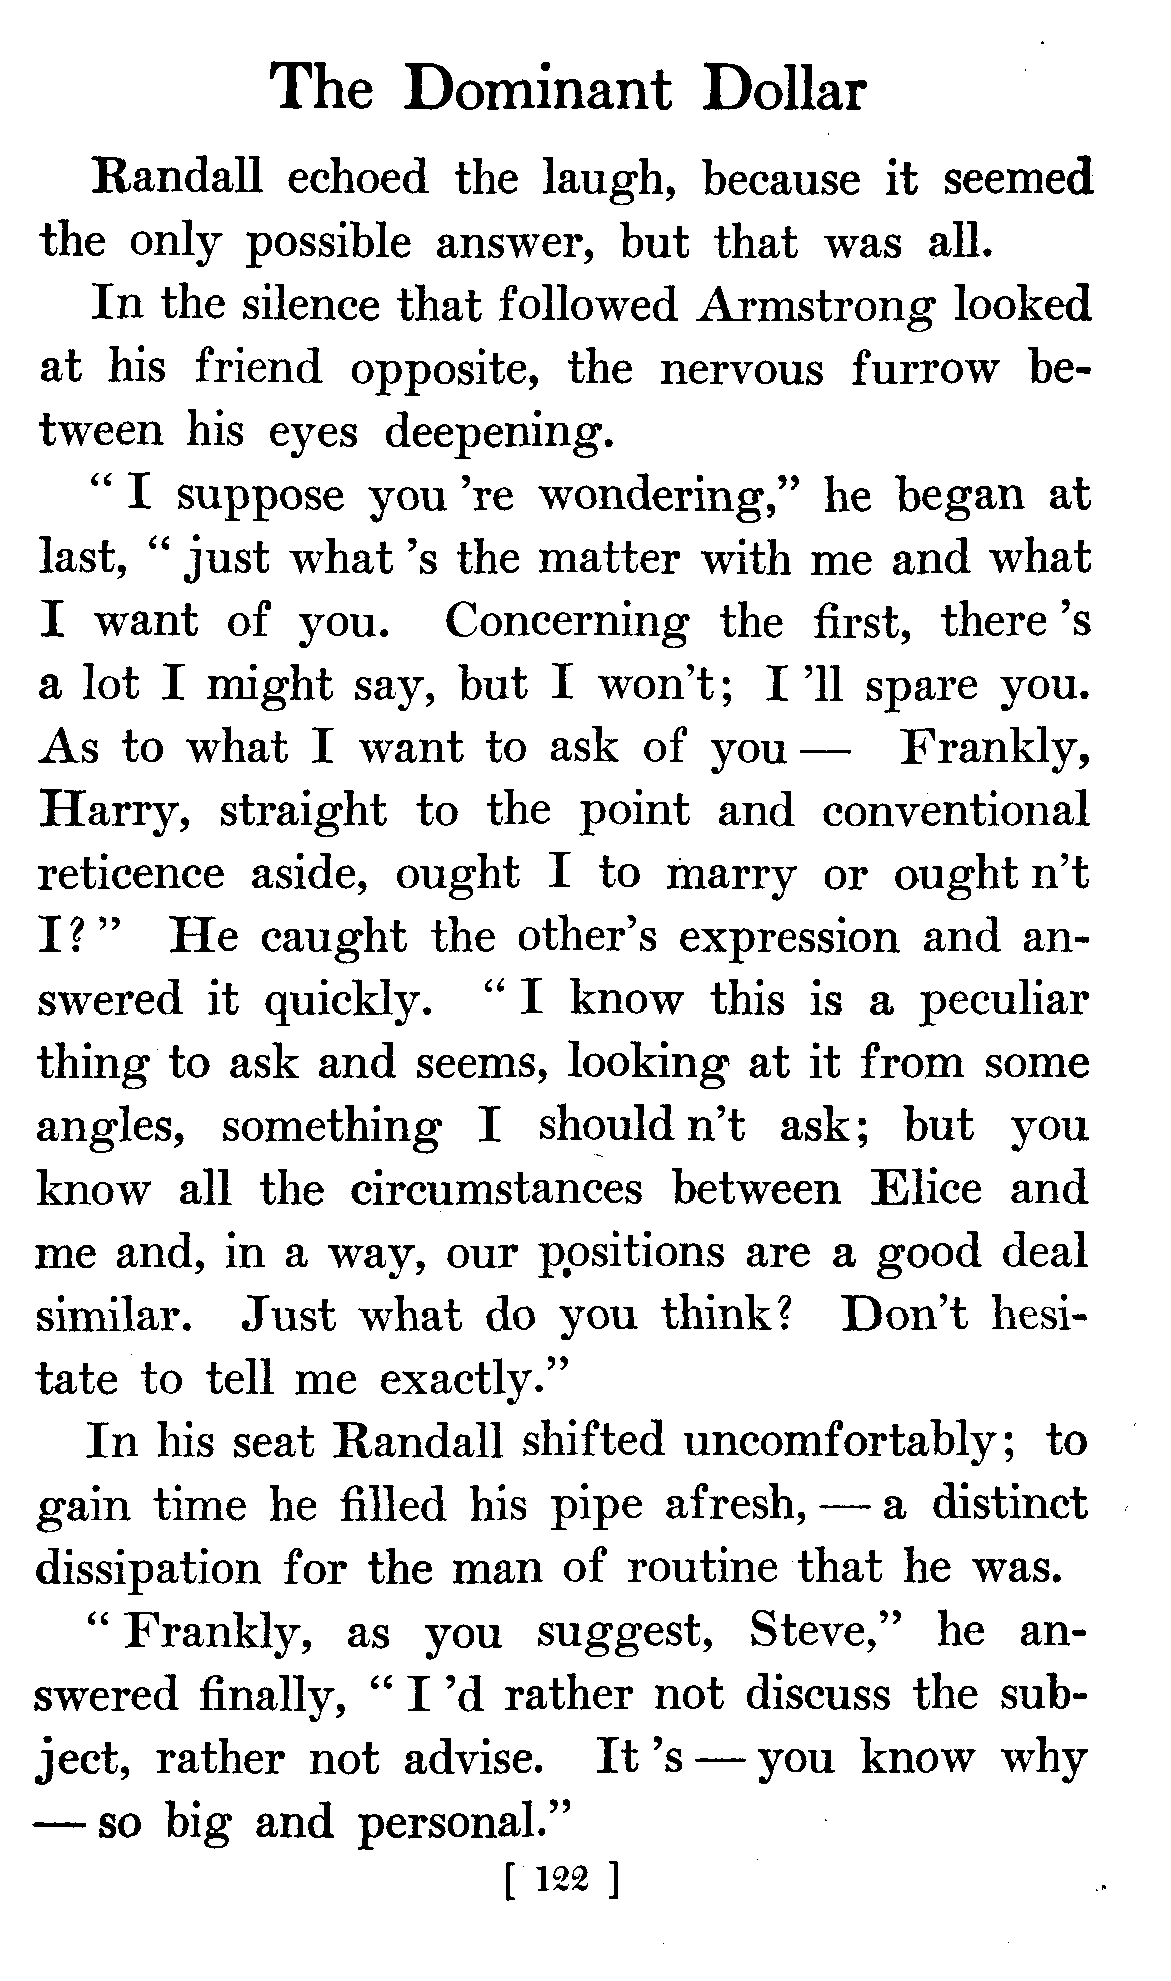 The Dominant Dollar
Randall echoed the laugh, because it seemed
the only possible answer, but that was all.
In the silence that followed Armstrong looked
at his friend opposite, the nervous furrow be-
tween his eyes deepening.
“ I suppose you ’re wondering,” he began at
last, “ just what ’s the matter with me and what
I want of you. Concerning the first, there ’s
a lot I might say, but I won’t; I ’ll spare you.
As to what I want to ask of you — Frankly,
Harry, straight to the point and conventional
reticence aside, ought I to marry or ought n’t
I? ” He caught the other’s expression and an-
swered it quickly. “ I know this is a peculiar
thing to ask and seems, looking at it from some
angles, something I should n’t ask; but you
know all the circumstances between Elice and
me and, in a way, our positions are a good deal
similar. Just what do you think? Don’t hesi-
tate to tell me exactly.”
In his seat Randall shifted uncomfortably; to
gain time he filled his pipe afresh, — a distinct
dissipation for the man of routine that he was.
“ Frankly, as you suggest, Steve,” he an-
swered finally, “ I ’d rather not discuss the sub-
ject, rather not advise. It ’s — you know why
— so big and personal.”
[ 122 ]